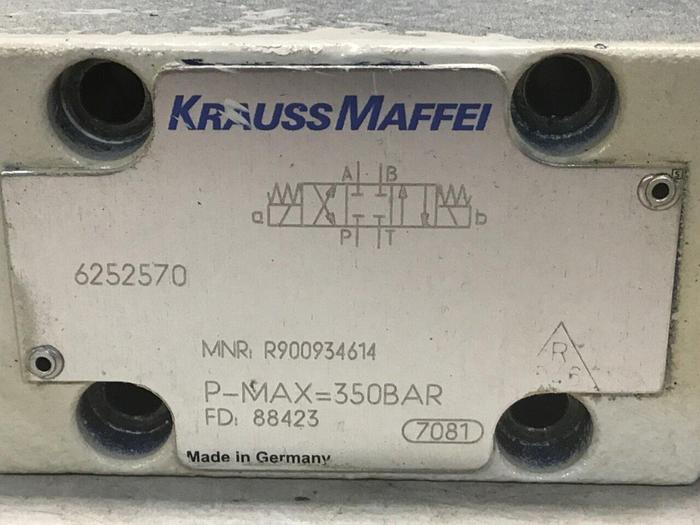 KRAUSSMAFFEI
A B
a b
P T
6252570
MNR: R900934614
R
P-MAX=350BAR
FD: 88423
7081
Made in Germany